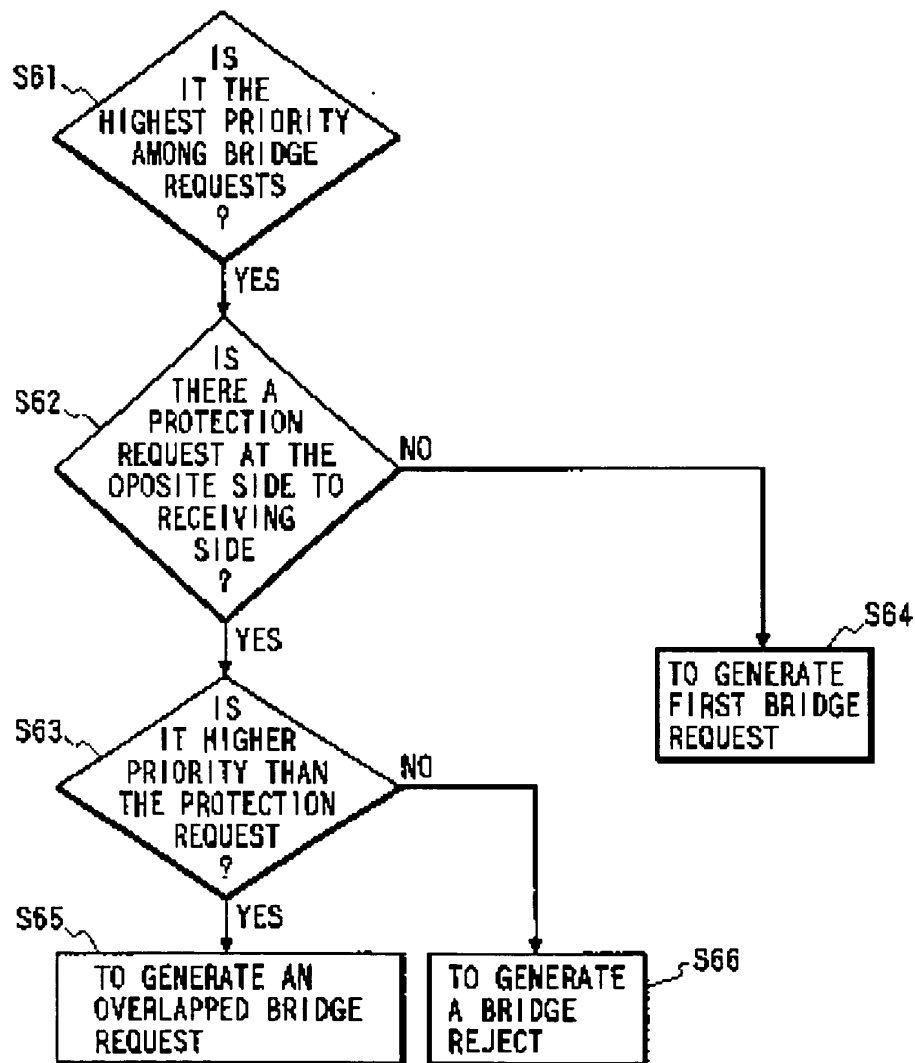 S61
IS
IT THE
HIGHEST PRIORITY
AMONG BRIDGE
REQUESTS
?
YES
S62
IS
THERE A
PROTECTION
REQUEST AT THE
OPOSITE SIDE TO
RECEIVING
SIDE
?
NO
YES
S64
TO GENERATE
FIRST BRIDGE
REQUEST
S63
IS
IT HIGHER
PRIORITY THAN
THE PROTECTION
REQUEST
?
NO
YES
S65
TO GENERATE AN
OVERLAPPED BRIDGE
REQUEST
S66
TO GENERATE
A BRIDGE
REJECT